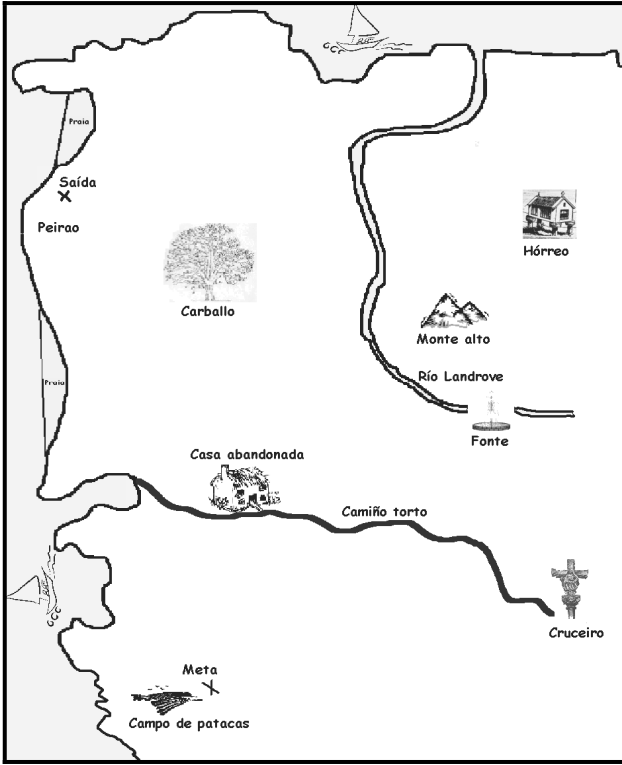 Praia
Saída
Peirao
Carballo
Hórreo
Monte alto
Río Landrove
Praia
Fonte
Casa abandonada
Camiño torto
Cruceiro
Meta
Campo de patacas